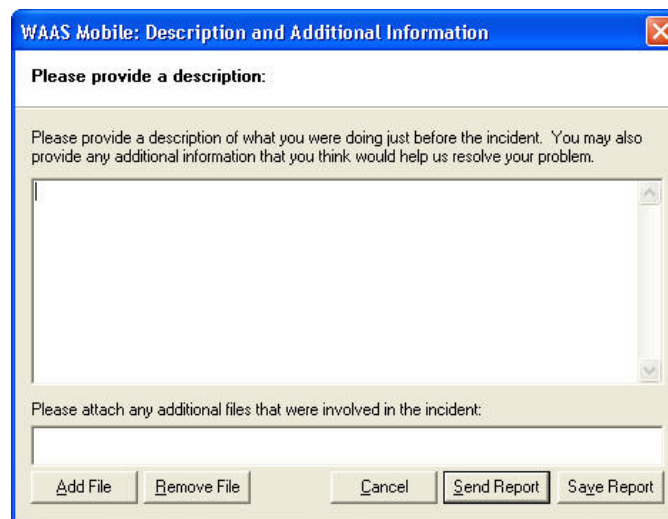 WAAS Mobile: Description and Additional Information
Please provide a description:
Please provide a description of what you were doing just before the incident. You may also
provide any additional information that you think would help us resolve your problem.
Please attach any additional files that were involved in the incident:
Add File Remove File Cancel Send Report Save Report